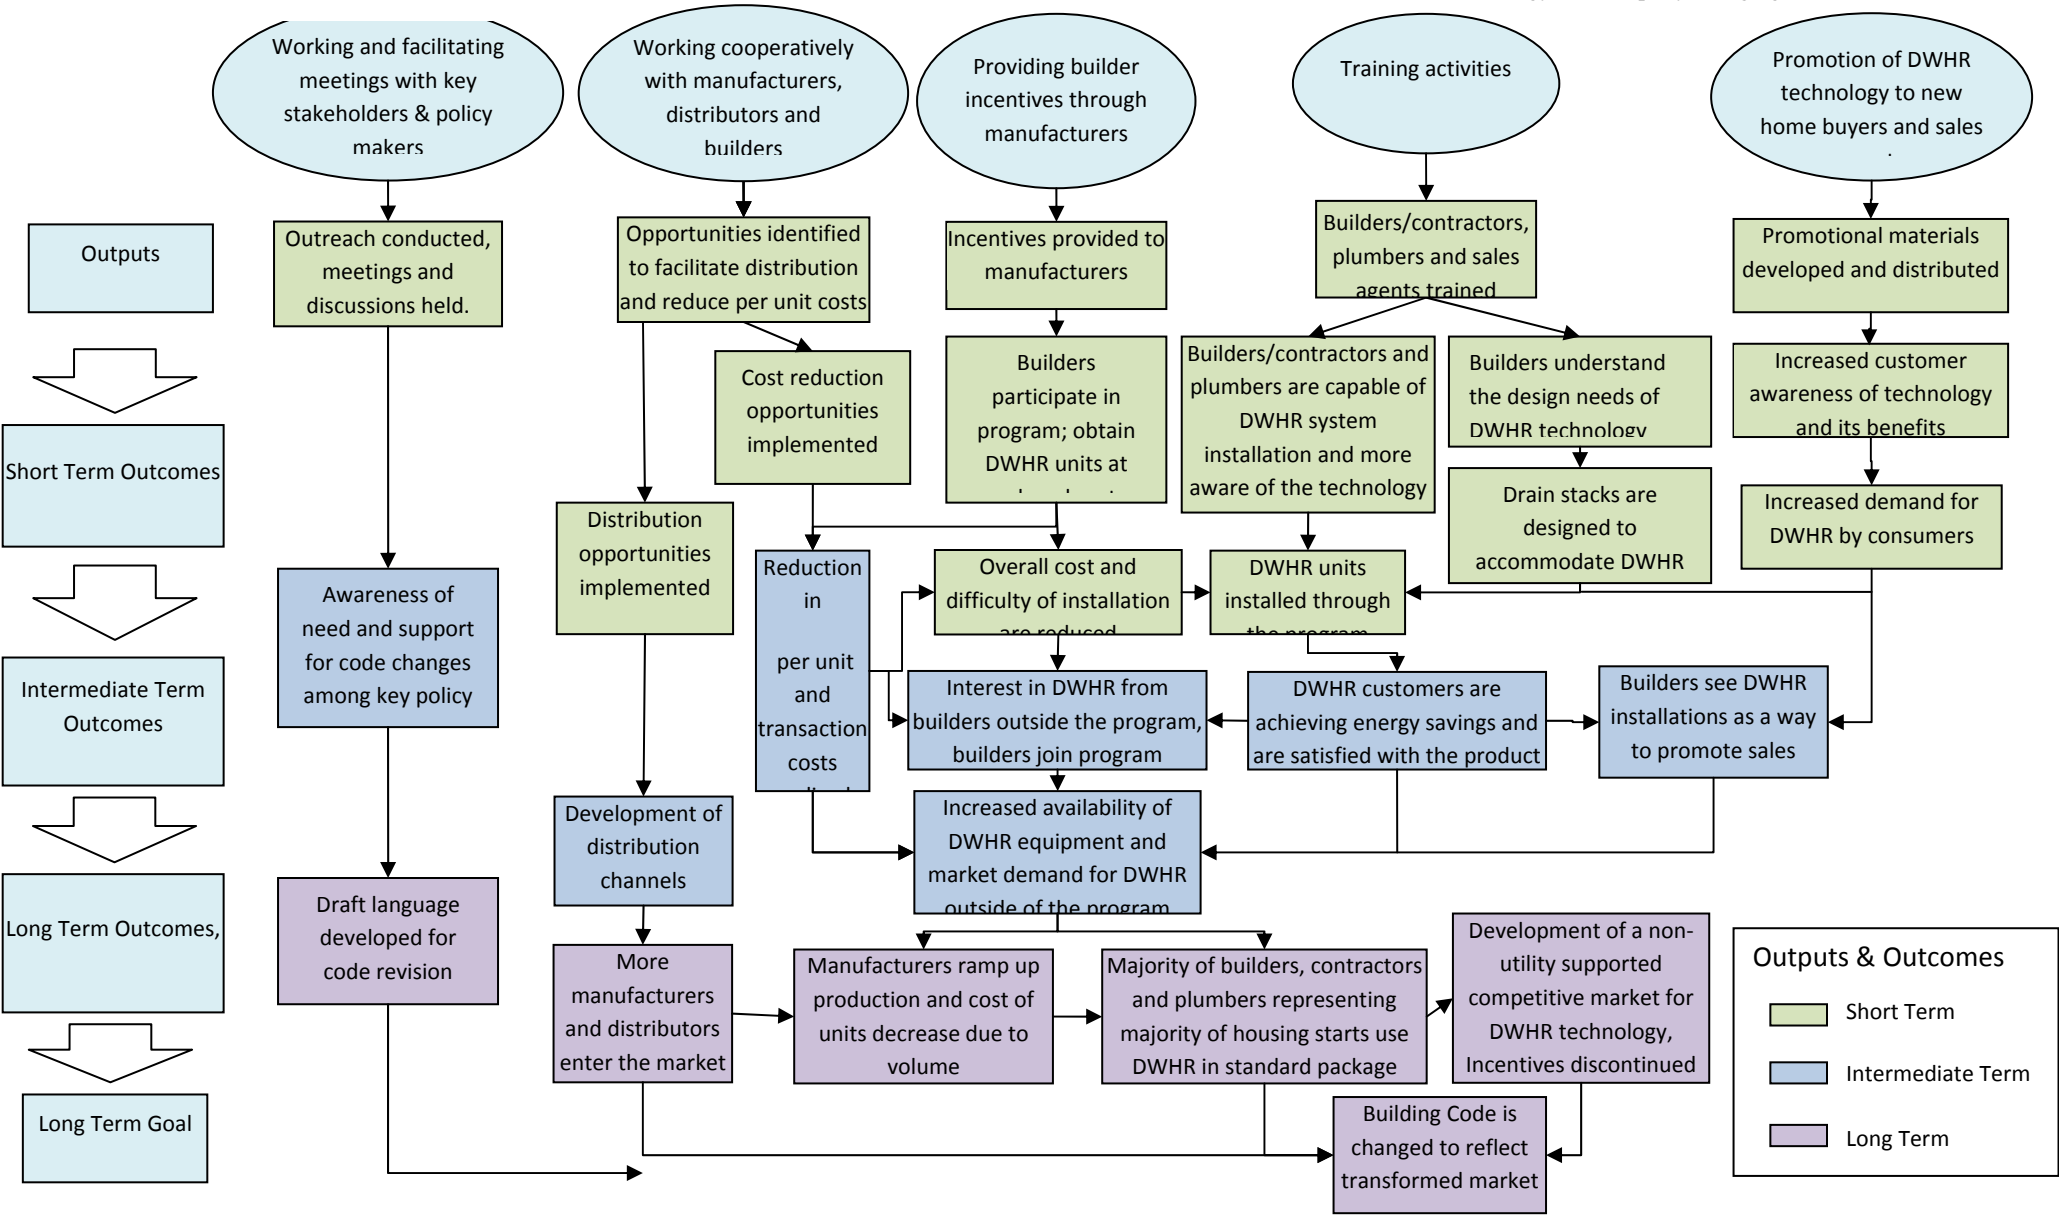 Working and facilitating
meetings with key
stakeholders & policy
makers
Working cooperatively
with manufacturers,
distributors and
builders
Providing builder
incentives through
manufacturers
Training activities
Promotion of DWHR
technology to new
home buyers and sales
Outputs
Outreach conducted,
meetings and
discussions held.
Opportunities identified
to facilitate distribution
and reduce per unit costs
Incentives provided to
manufacturers
Builders/contractors,
plumbers and sales
agents trained
Promotional materials
developed and distributed
Cost reduction
opportunities
implemented
Builders
participate in
program; obtain
DWHR units at
Builders/contractors and
plumbers are capable of
DWHR system
installation and more
aware of the technology
Builders understand
the design needs of
DWHR technology
Increased customer
awareness of technology
and its benefits
Short Term Outcomes
Distribution
opportunities
implemented
Drain stacks are
designed to
accommodate DWHR
Increased demand for
DWHR by consumers
Awareness of
need and support
for code changes
among key policy
Reduction
in
per unit
and
transaction
costs
Overall cost and
difficulty of installation
are reduced
DWHR units
installed through
the program
Intermediate Term
Outcomes
Interest in DWHR from
builders outside the program,
builders join program
DWHR customers are
achieving energy savings and
are satisfied with the product
Builders see DWHR
installations as a way
to promote sales
Development of
distribution
channels
Increased availability of
DWHR equipment and
market demand for DWHR
outside of the program
Long Term Outcomes,
Draft language
developed for
code revision
More
manufacturers
and distributors
enter the market
Manufacturers ramp up
production and cost of
units decrease due to
volume
Majority of builders, contractors
and plumbers representing
majority of housing starts use
DWHR in standard package
Development of a non-
utility supported
competitive market for
DWHR technology,
Incentives discontinued
Long Term Goal
Building Code is
changed to reflect
transformed market
Outputs & Outcomes
Short Term
Intermediate Term
Long Term